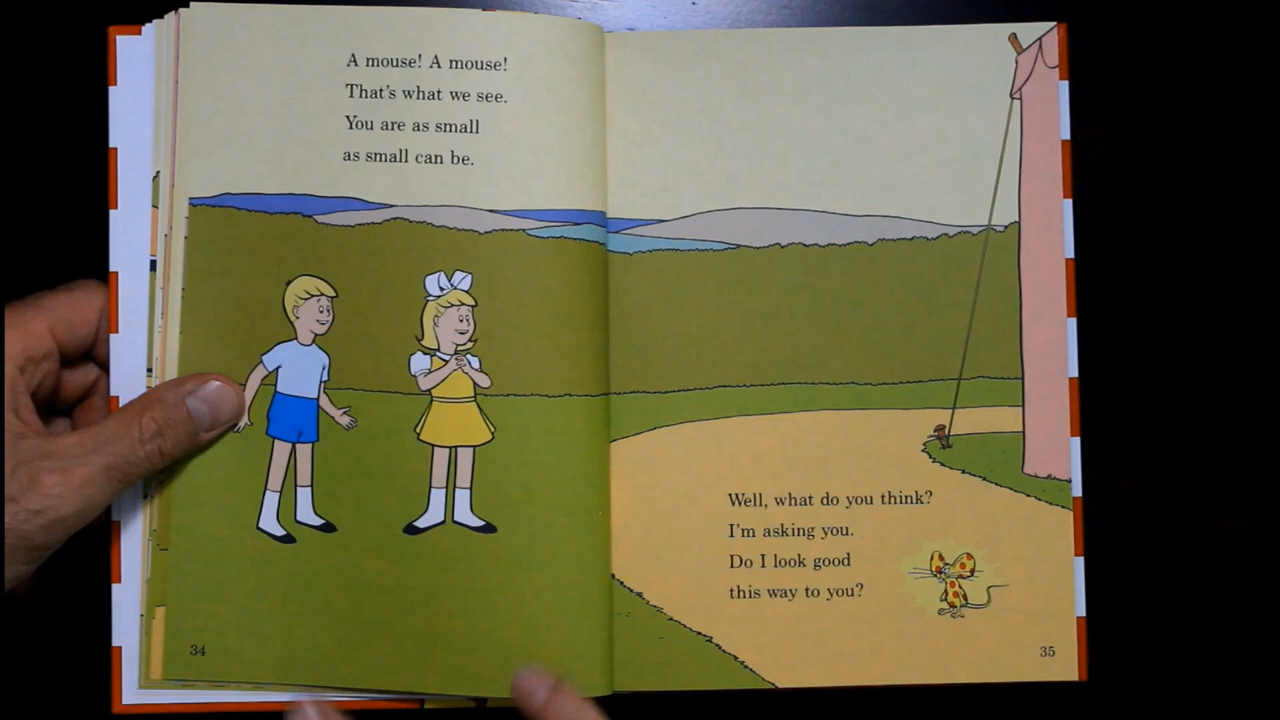 A mouse! A mouse!
That's what we see.
You are as small
as small can be.
34
Well, what do you think?
I'm asking you.
Do I look good
this way to you?
35